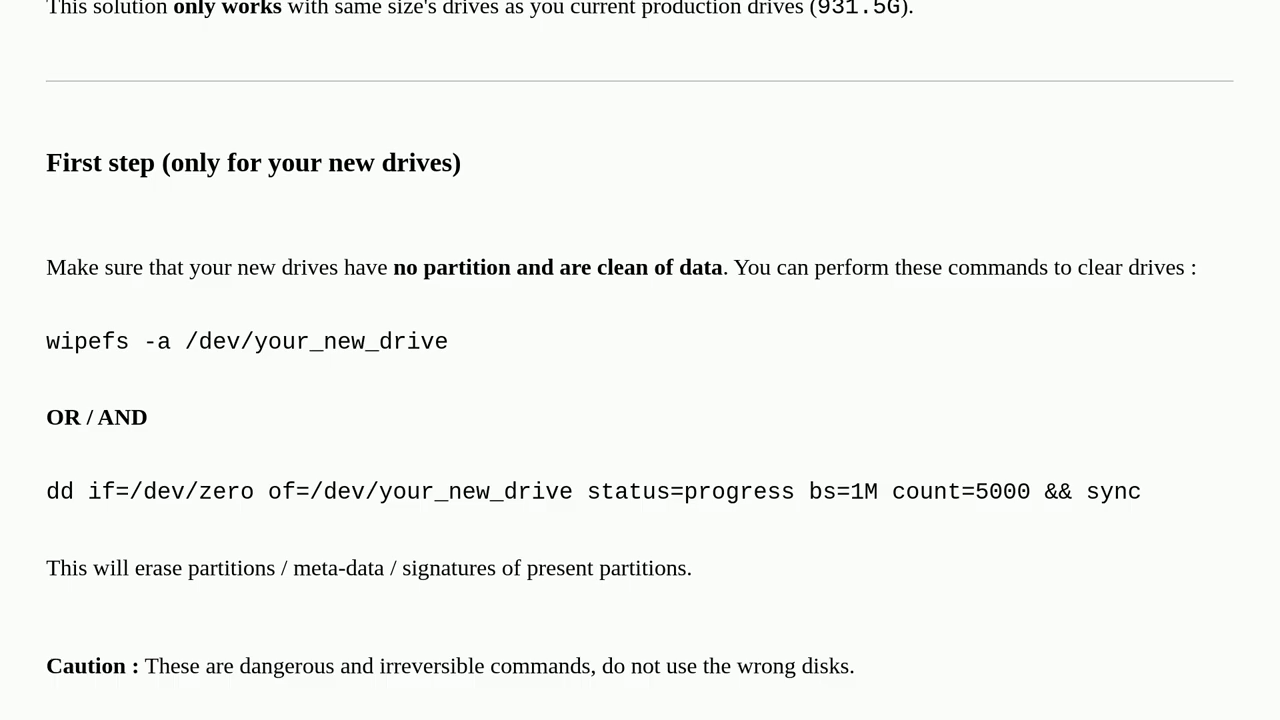 This solution only works with same size's drives as you current production drives (931.5G).
First step (only for your new drives)
Make sure that your new drives have no partition and are clean of data. You can perform these commands to clear drives :
wipefs -a /dev/your_new_drive
OR / AND
dd if=/dev/zero of=/dev/your_new_drive status=progress bs=1M count=5000 && sync
This will erase partitions / meta-data / signatures of present partitions.
Caution : These are dangerous and irreversible commands, do not use the wrong disks.